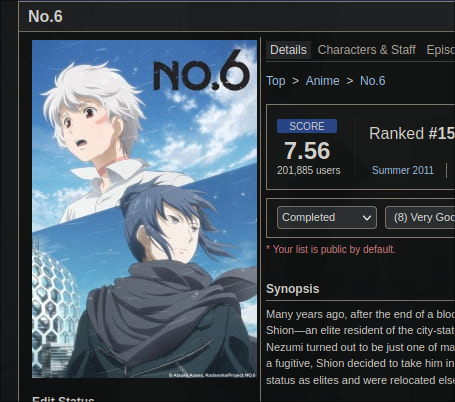 No.6
NO.6
© Atsuko Asano, Kodansha/Project NO.6
Edit Status
Details Characters & Staff Episo
Top > Anime > No.6
SCORE
7.56
201,885 users
Ranked #15
Summer 2011
Completed
(8) Very Goo
* Your list is public by default.
Synopsis
Many years ago, after the end of a bloo
Shion—an elite resident of the city-stat
Nezumi turned out to be just one of ma
a fugitive, Shion decided to take him in
status as elites and were relocated else